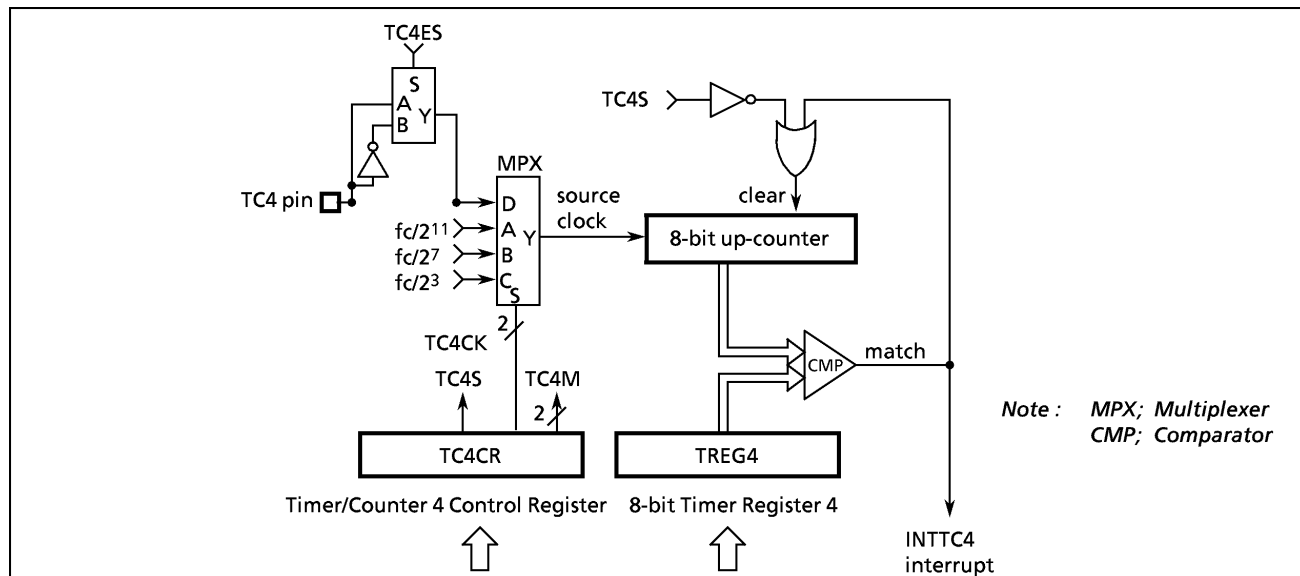 TC4ES
S
A
Y
B
TC4 pin
TC4S
MPX
D
A
B
C
Y
S
fc/2¹¹
fc/2⁷
fc/2³
source
clock
clear
8-bit up-counter
2
TC4CK
TC4S
TC4M
2
CMP
match
TC4CR
TREG4
Timer/Counter 4 Control Register
8-bit Timer Register 4
INTTC4
interrupt
Note : MPX; Multiplexer
CMP; Comparator